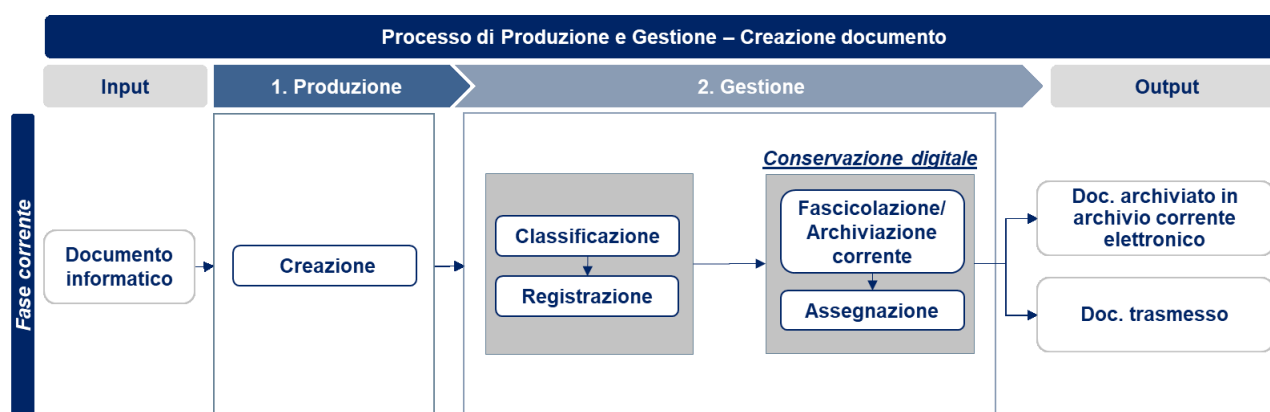 Processo di Produzione e Gestione – Creazione documento
Input
1. Produzione
2. Gestione
Output
Fase corrente
Documento
informatico
Creazione
Classificazione
Registrazione
Conservazione digitale
Fascicolazione/
Archiviazione
corrente
Assegnazione
Doc. archiviato in
archivio corrente
elettronico
Doc. trasmesso